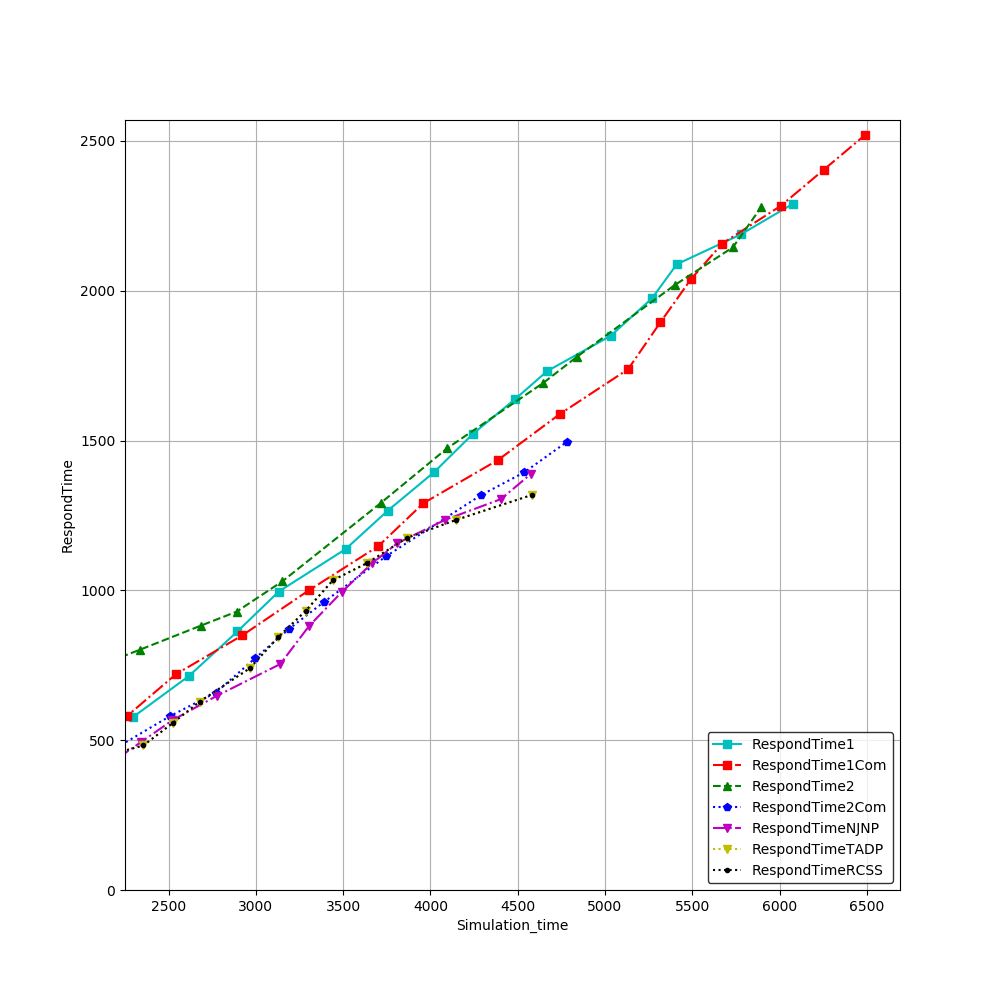 2500
2000
1500
1000
500
0
RespondTime
2500 3000 3500 4000 4500 5000 5500 6000 6500
Simulation_time
RespondTime1
RespondTime1Com
RespondTime2
RespondTime2Com
RespondTimeNJNP
RespondTimeTADP
RespondTimeRCSS